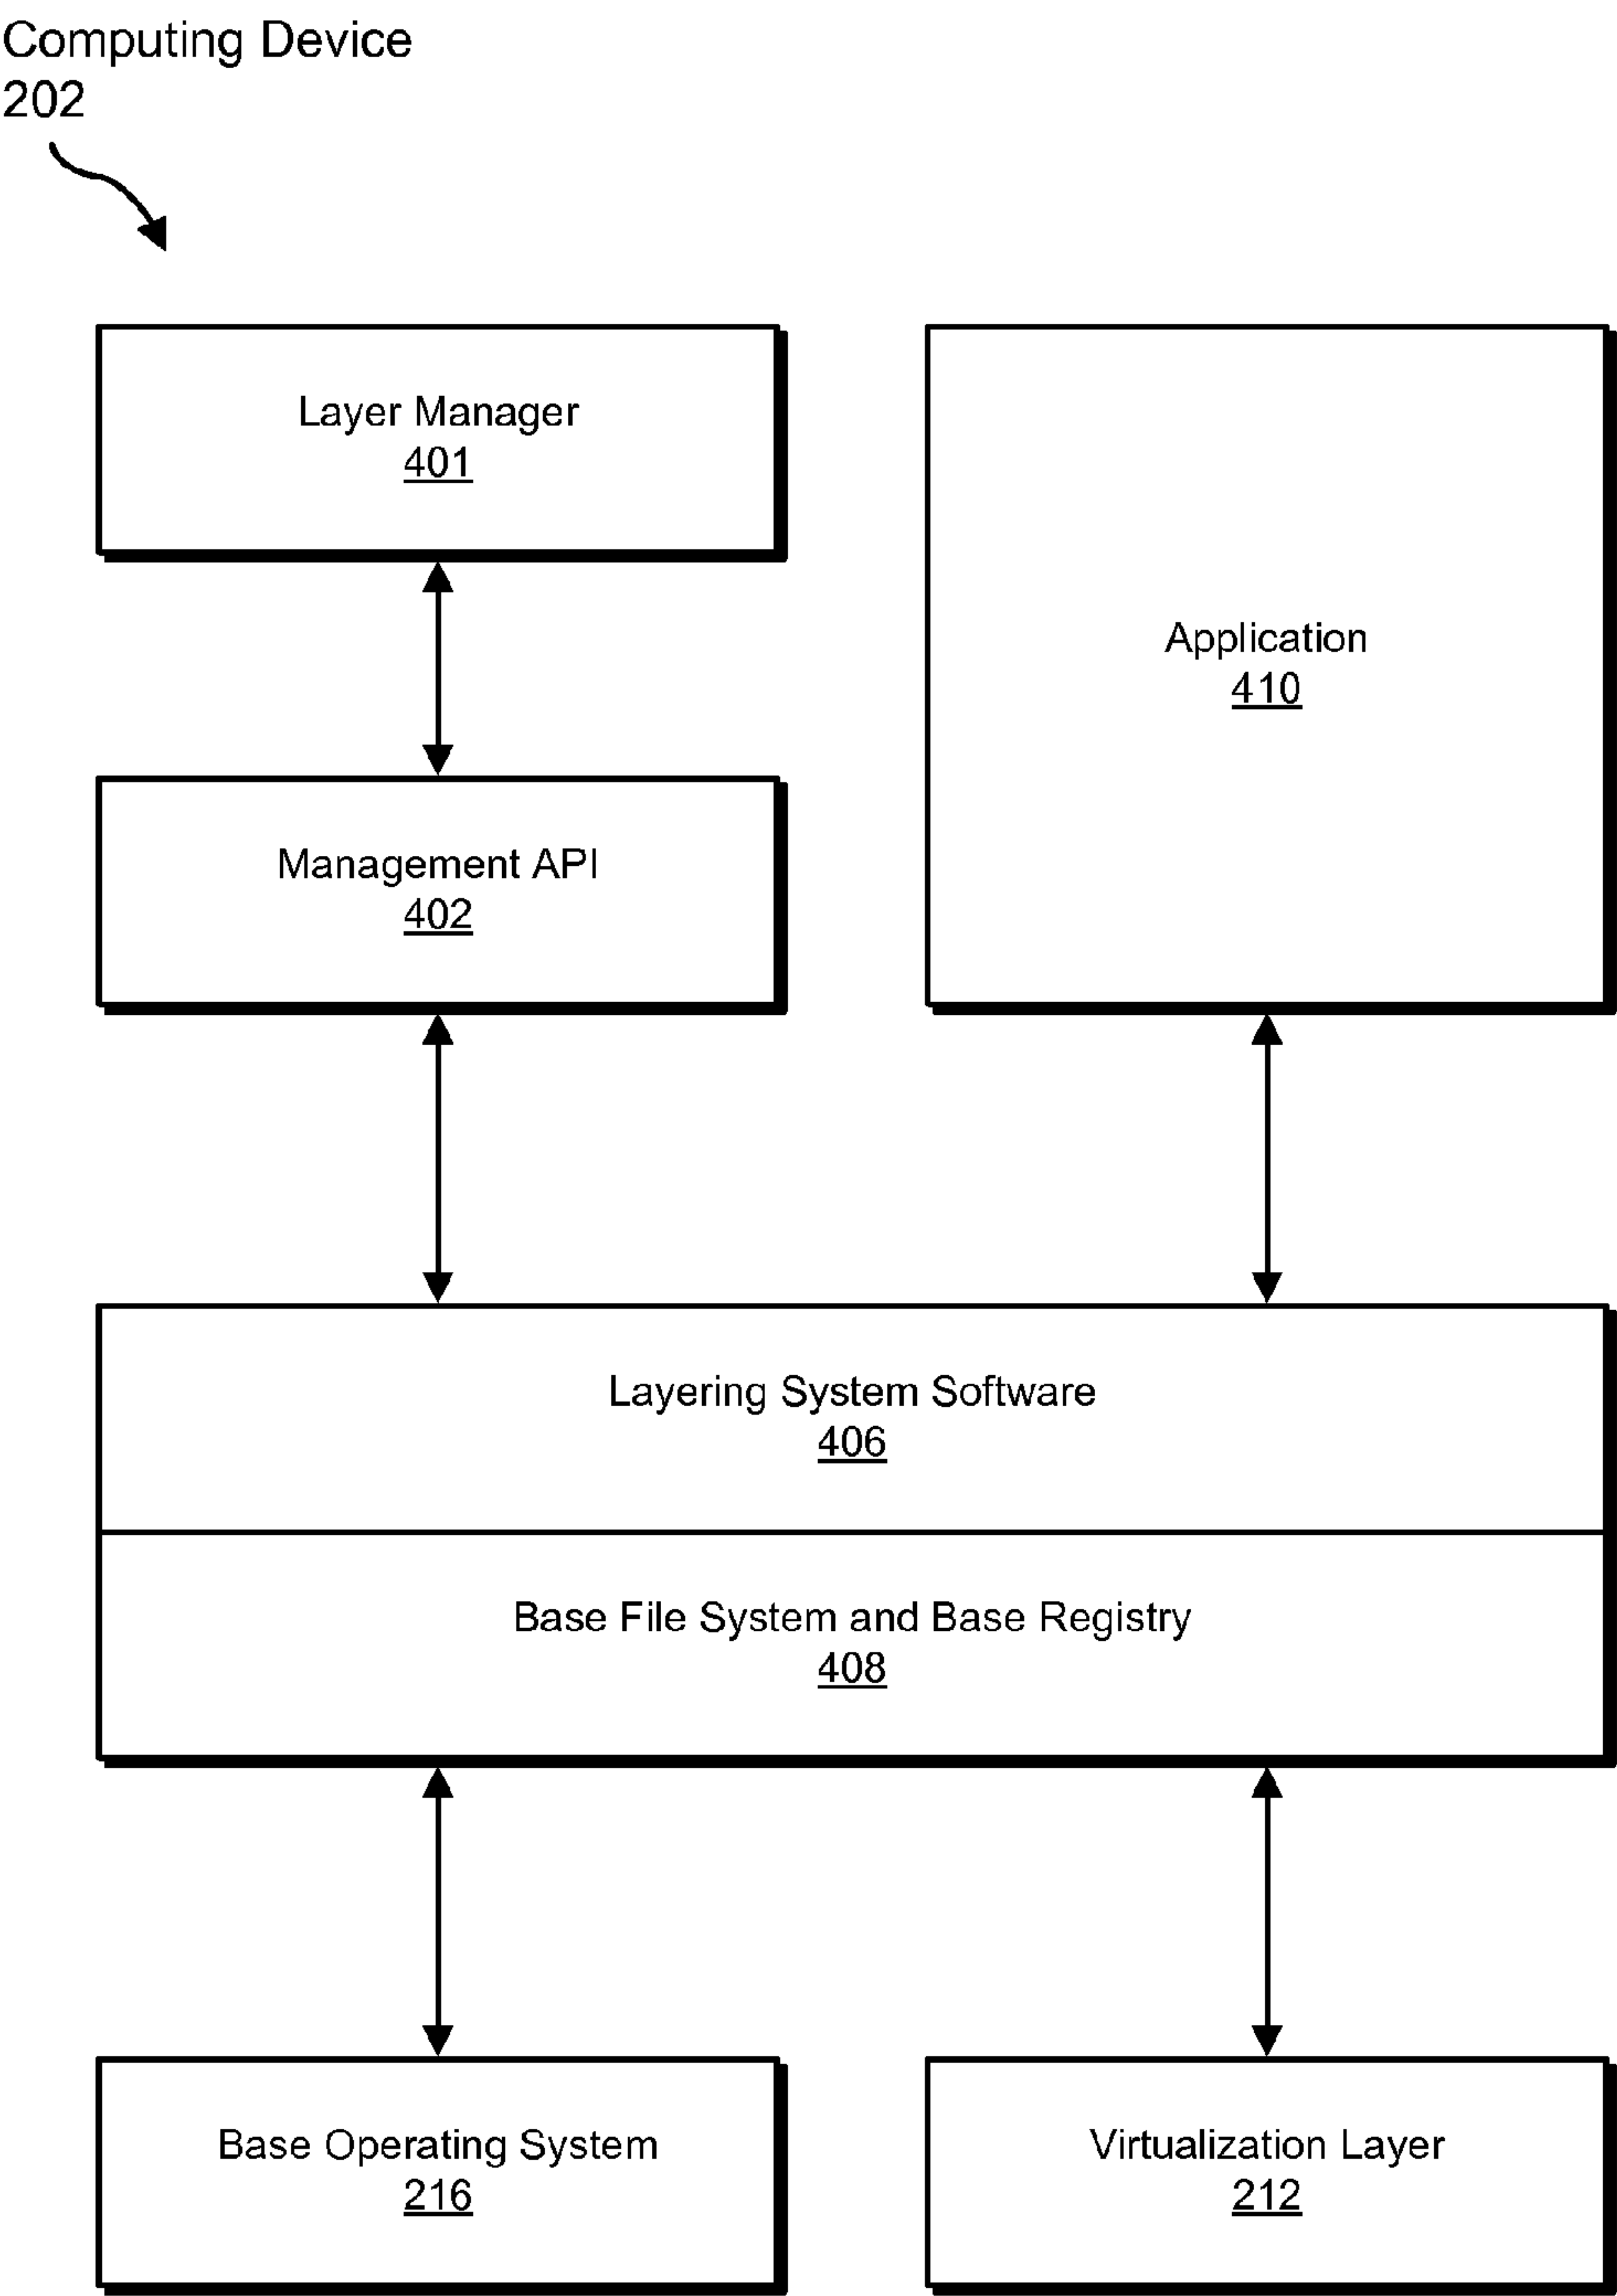 Computing Device
202
Layer Manager
401
Application
410
Management API
402
Layering System Software
406
Base File System and Base Registry
408
Base Operating System
216
Virtualization Layer
212